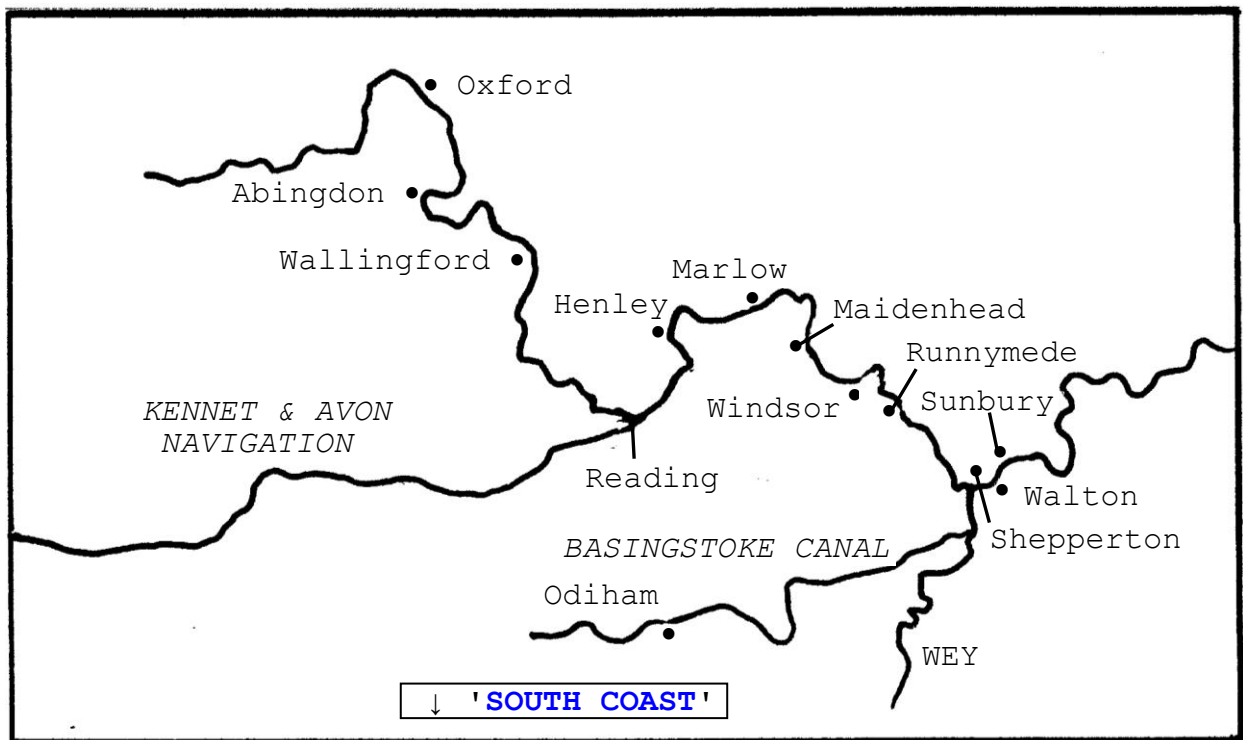 Oxford
Abingdon
Wallingford
Marlow
Henley
Maidenhead
Runnymede
Windsor
Sunbury
KENNET & AVON
NAVIGATION
Reading
Walton
Shepperton
BASINGSTOKE CANAL
Odiham
WEY
↓ 'SOUTH COAST'